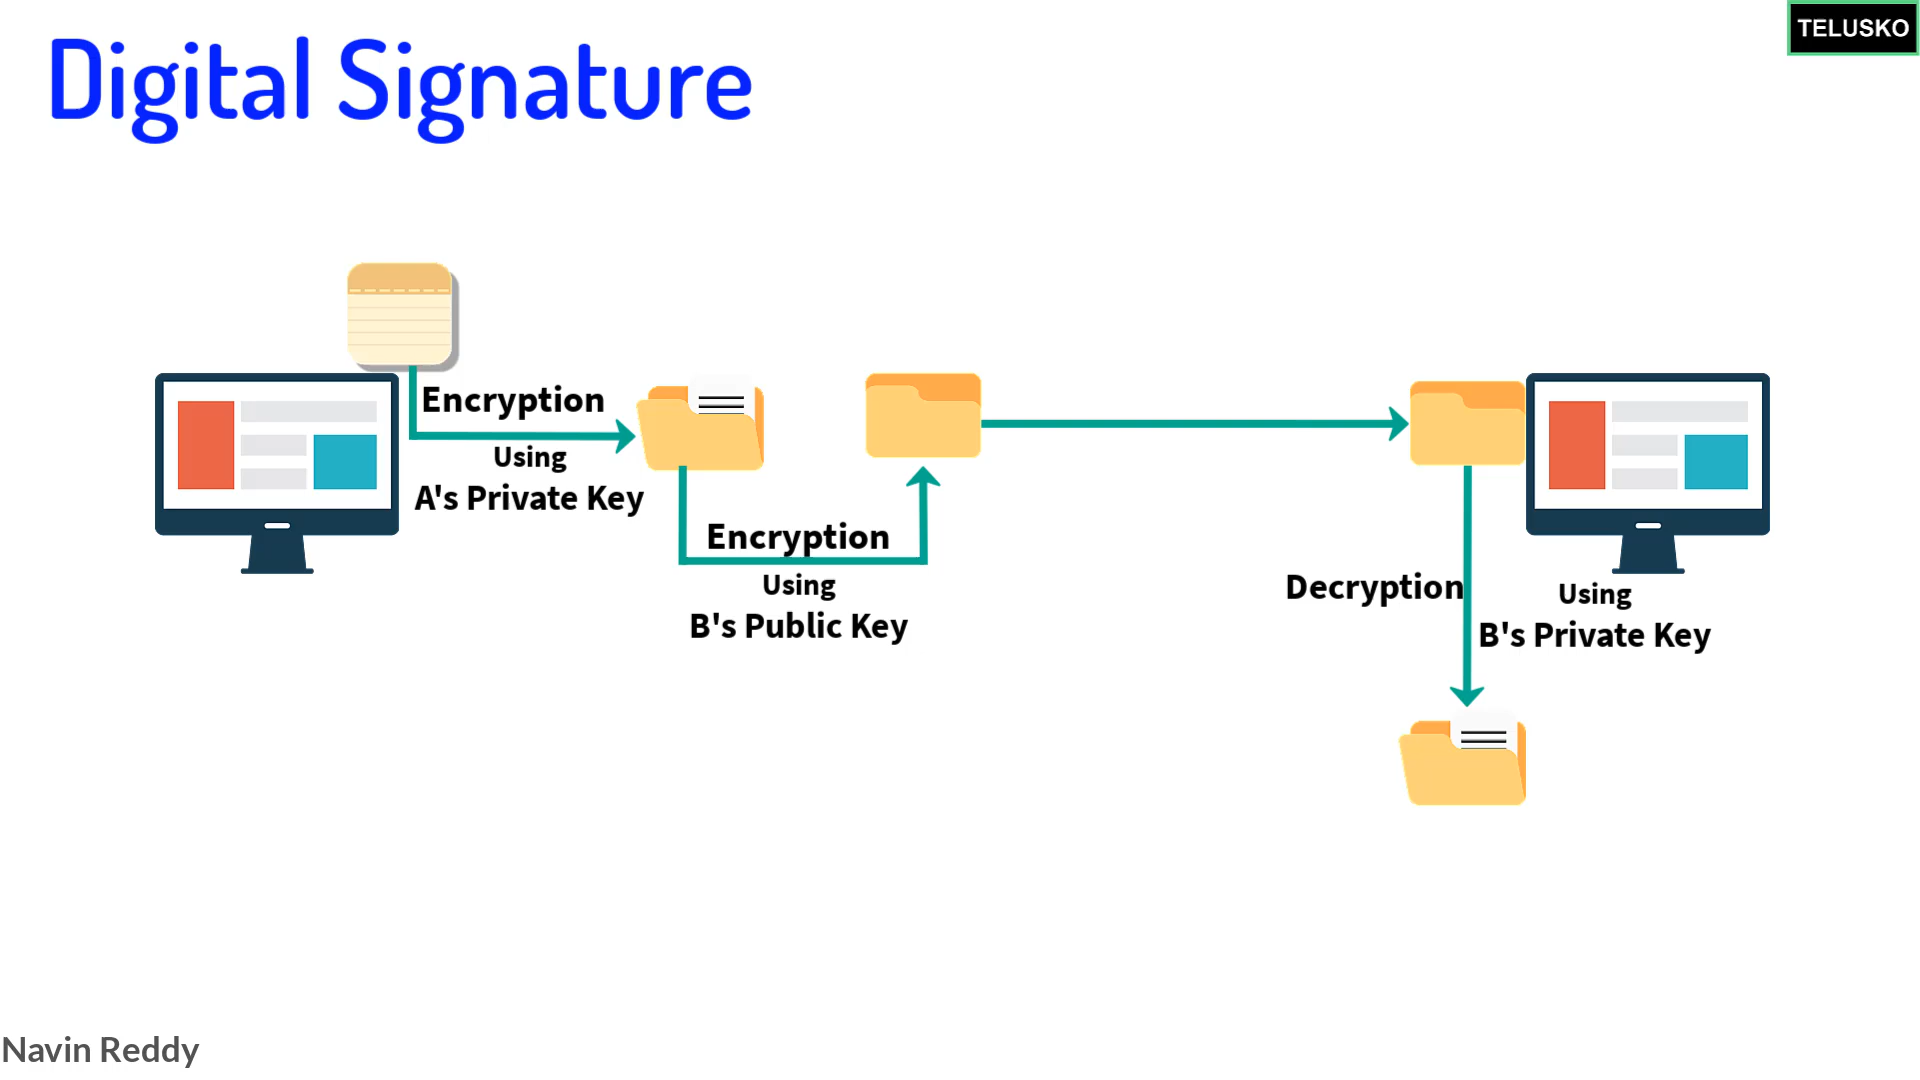 TELUSKO
Digital Signature
Encryption
Using
A's Private Key
Encryption
Using
B's Public Key
Decryption
Using
B's Private Key
Navin Reddy